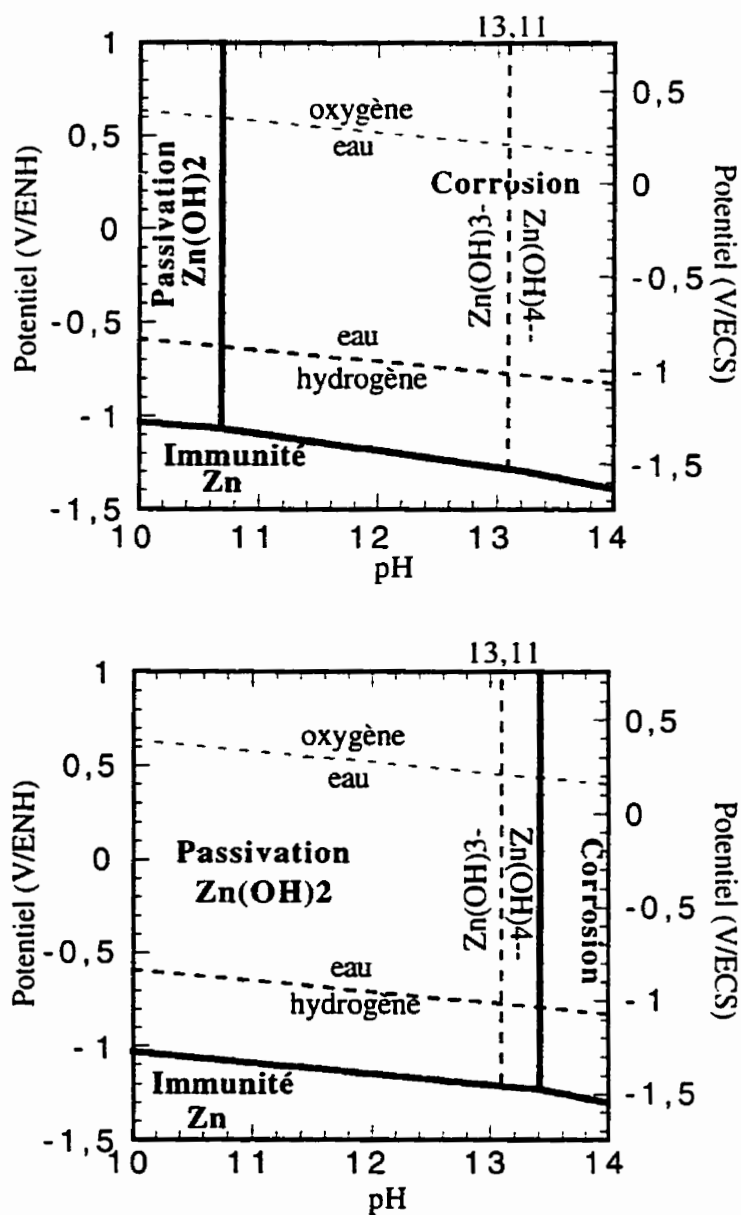 13,11
1
0,5
0
-0,5
-1
-1,5
Potentiel (V/ENH)
0,5
0
-0,5
-1
-1,5
Potentiel (V/ECS)
oxygène
eau
Passivation
Zn(OH)2
Corrosion
Zn(OH)3-
Zn(OH)4--
eau
hydrogène
Immunité
Zn
10 11 12 13 14
pH
13,11
1
0,5
0
-0,5
-1
-1,5
Potentiel (V/ENH)
0,5
0
-0,5
-1
-1,5
Potentiel (V/ECS)
oxygène
eau
Passivation
Zn(OH)2
Zn(OH)3-
Zn(OH)4--
Corrosion
eau
hydrogène
Immunité
Zn
10 11 12 13 14
pH